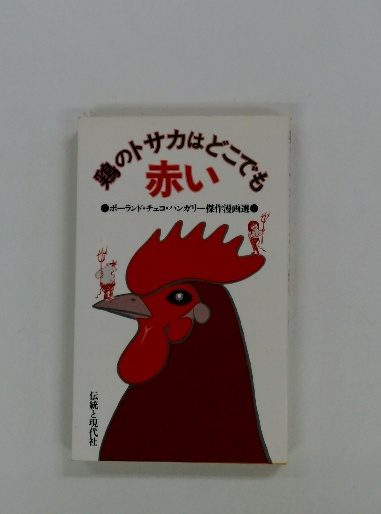 鶏のトサカはどこでも
赤い
●ポーランド・チェコ・ハンガリー傑作漫画選●
伝統と現代社